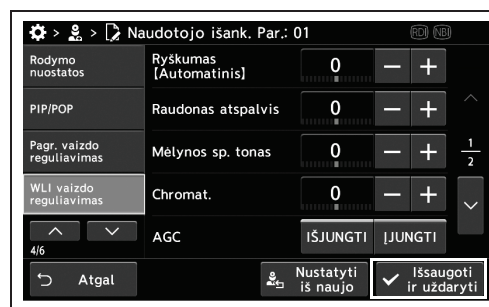 > > Naudotojo išank. Par.: 01 RDI NBI
Rodymo
nuostatos
PIP/POP
Pagr. vaizdo
reguliavimas
WLI vaizdo
reguliavimas
4/6
Ryškumas
[Automatinis]
0 − +
Raudonas atspalvis 0 − +
Mėlynos sp. tonas 0 − +
Chromat. 0 − +
AGC IŠJUNGTI ĮJUNGTI
1
2
Atgal
Nustatyti
iš naujo
Išsaugoti
ir uždaryti